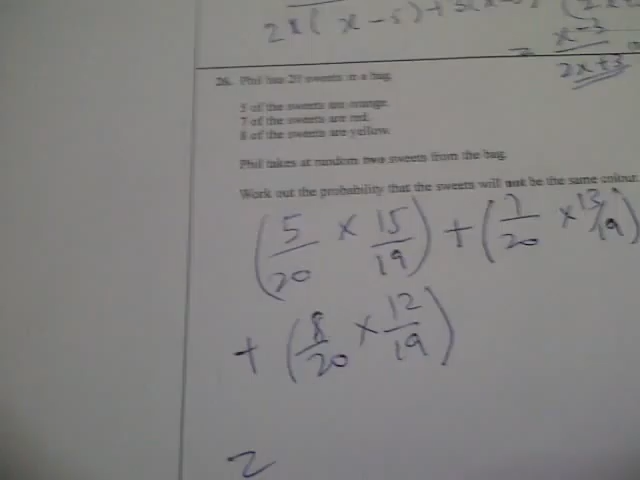 2x(x-5)+3(x-5)
= x-3
2x+3
26. Phil has 20 sweets in a bag.
5 of the sweets are orange.
7 of the sweets are red.
8 of the sweets are yellow.
Phil takes at random two sweets from the bag.
Work out the probability that the sweets will not be the same colour.
(5/20 × 15/19) + (7/20 × 13/19)
+ (8/20 × 12/19)